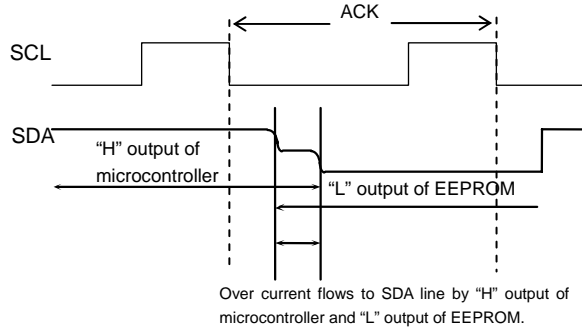 ACK
SCL
SDA
“H” output of
microcontroller
“L” output of EEPROM
Over current flows to SDA line by “H” output of
microcontroller and “L” output of EEPROM.